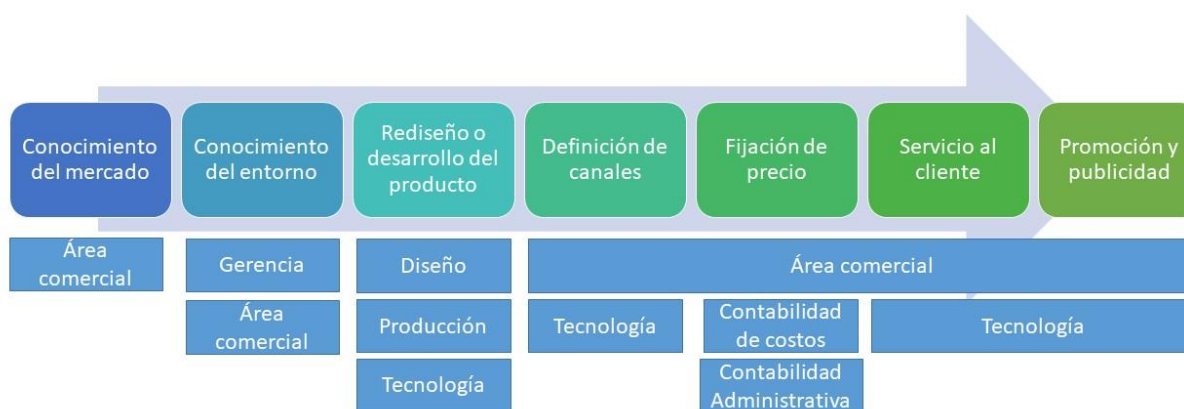 Conocimiento
del mercado
Conocimiento
del entorno
Rediseño o
desarrollo del
producto
Definición de
canales
Fijación de
precio
Servicio al
cliente
Promoción y
publicidad
Área
comercial
Gerencia
Diseño
Área comercial
Área
comercial
Producción
Tecnología
Contabilidad
de costos
Tecnología
Tecnología
Contabilidad
Administrativa